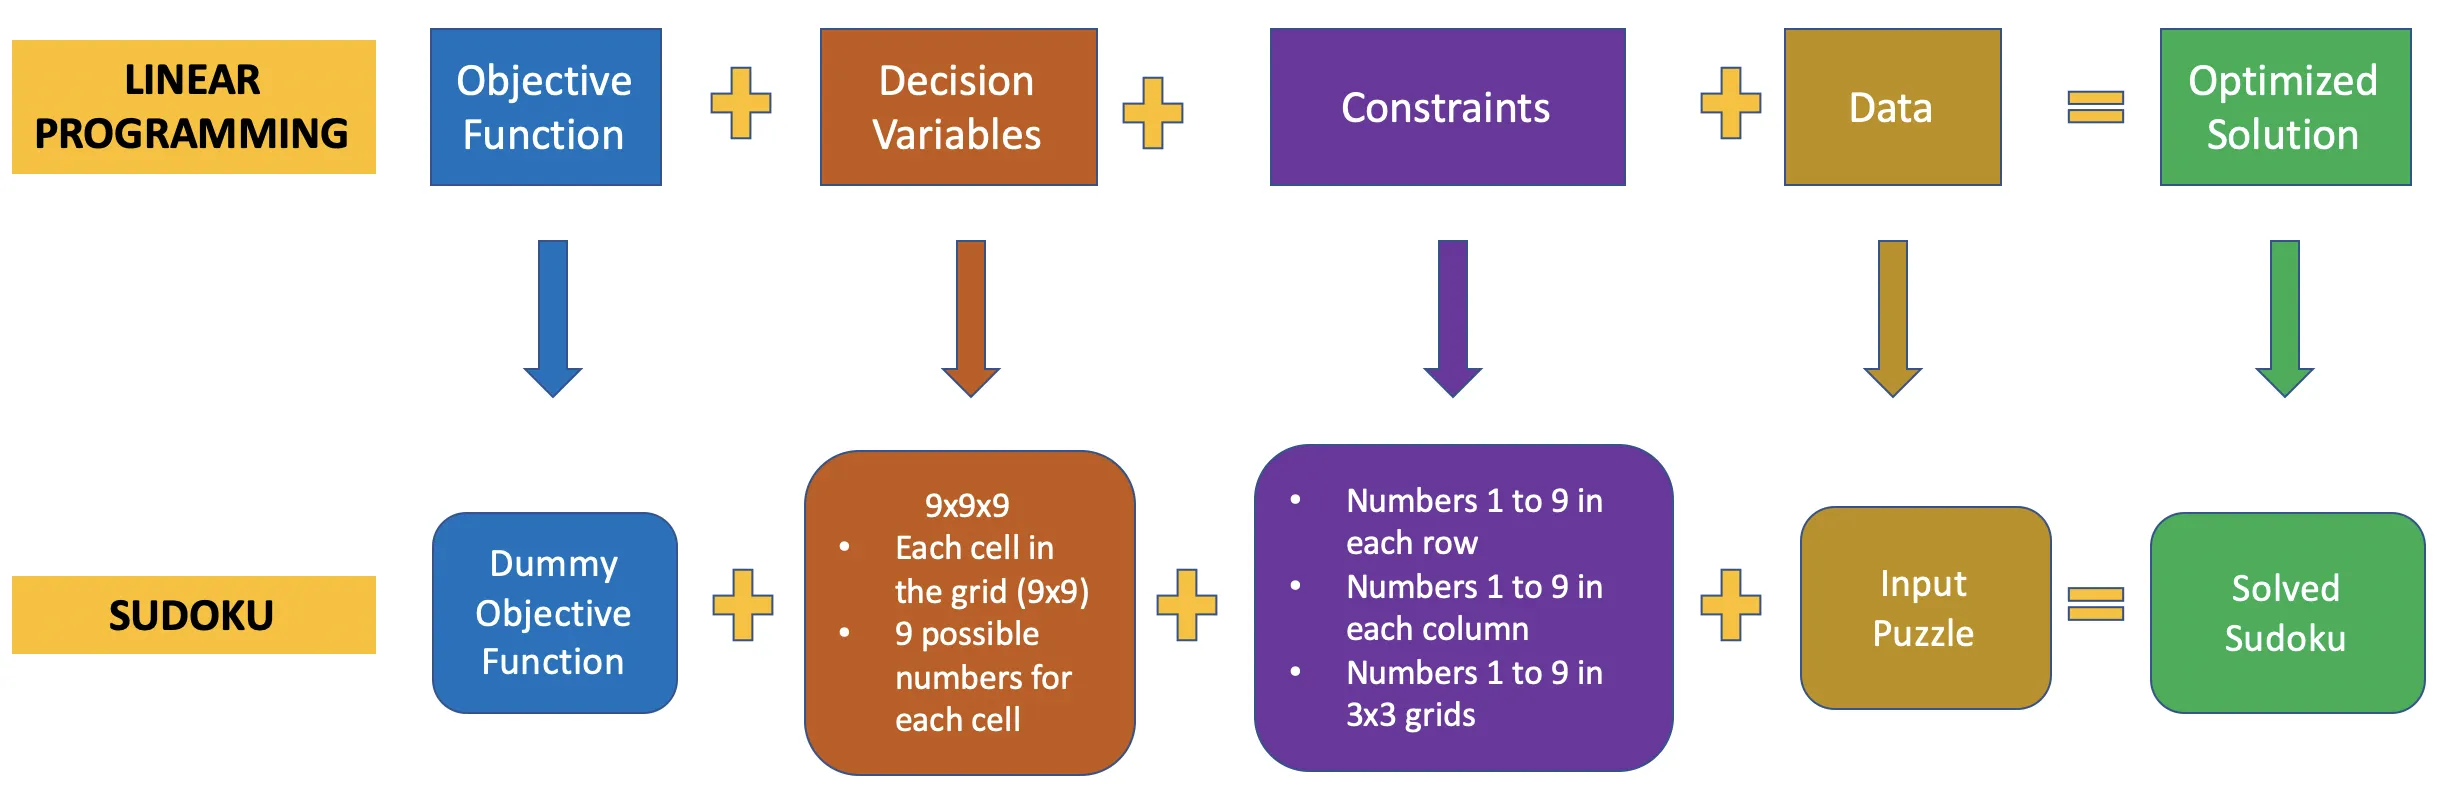 LINEAR
PROGRAMMING
Objective
Function
Decision
Variables
Constraints
Data
Optimized
Solution
SUDOKU
Dummy
Objective
Function
9x9x9
• Each cell in
the grid (9x9)
• 9 possible
numbers for
each cell
• Numbers 1 to 9 in
each row
• Numbers 1 to 9 in
each column
• Numbers 1 to 9 in
3x3 grids
Input
Puzzle
Solved
Sudoku